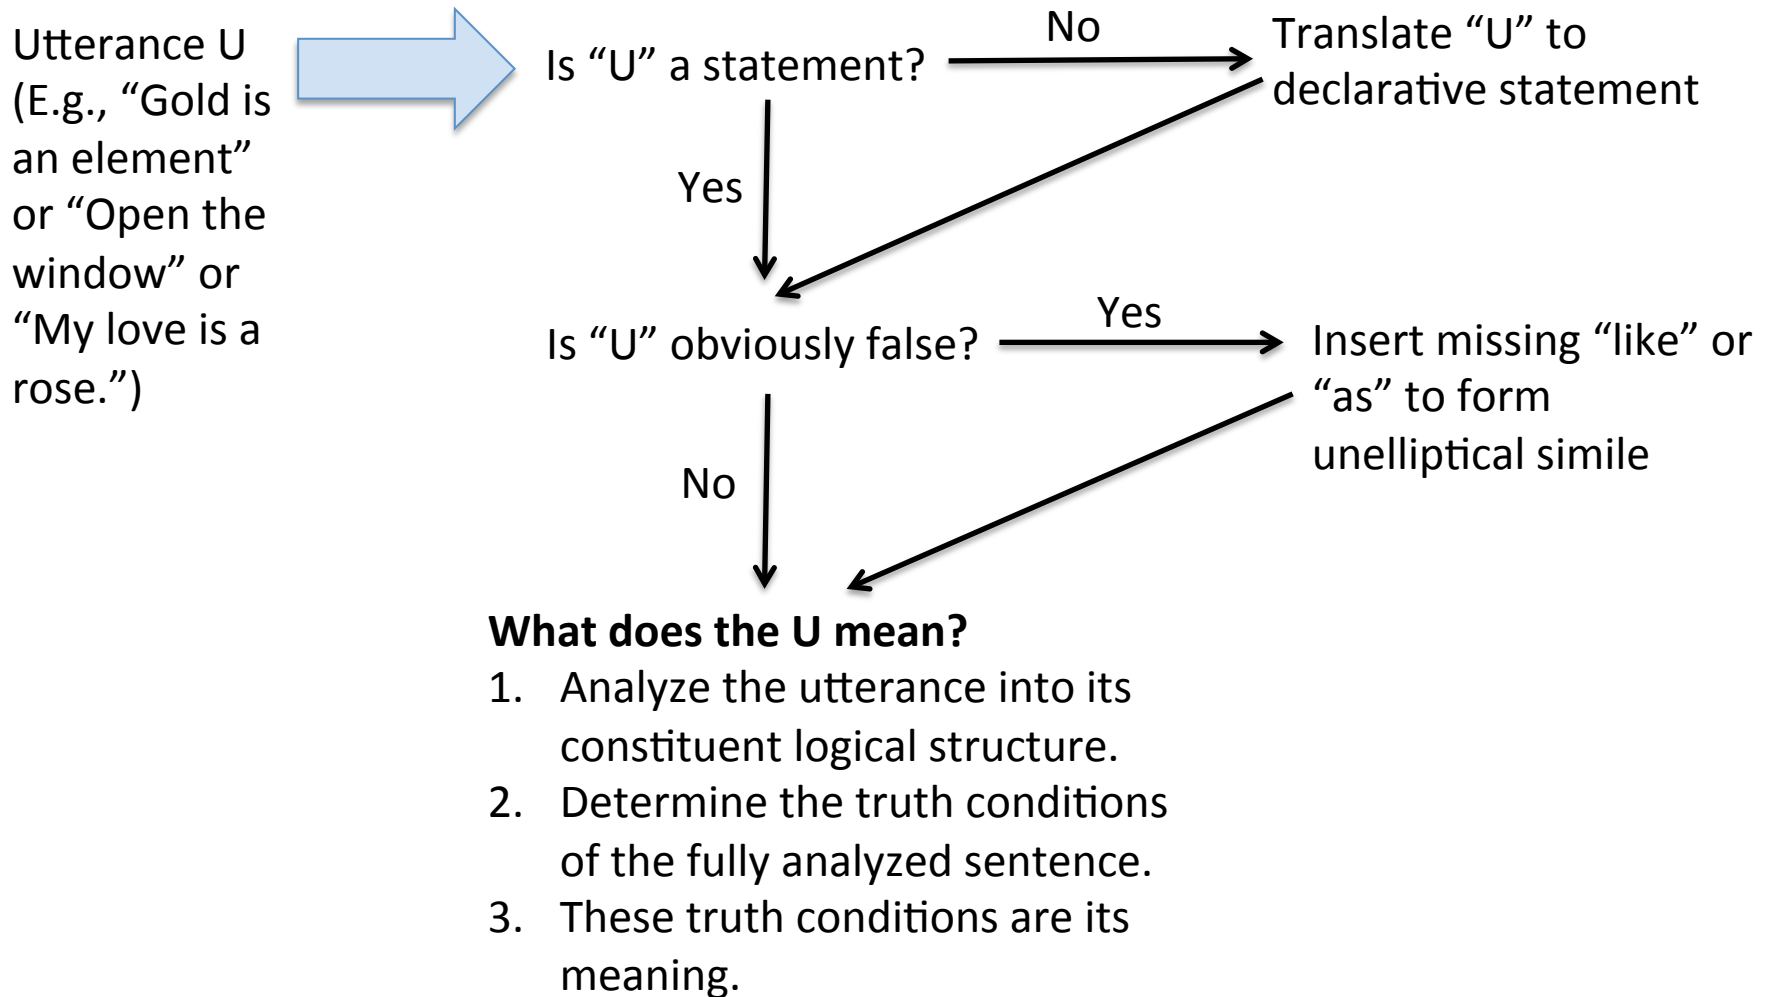 Utterance U
(E.g., “Gold is
an element”
or “Open the
window” or
“My love is a
rose.”)
Is “U” a statement?
No
Translate “U” to
declarative statement
Yes
Is “U” obviously false?
Yes
Insert missing “like” or
“as” to form
unelliptical simile
No
What does the U mean?
1. Analyze the utterance into its
constituent logical structure.
2. Determine the truth conditions
of the fully analyzed sentence.
3. These truth conditions are its
meaning.